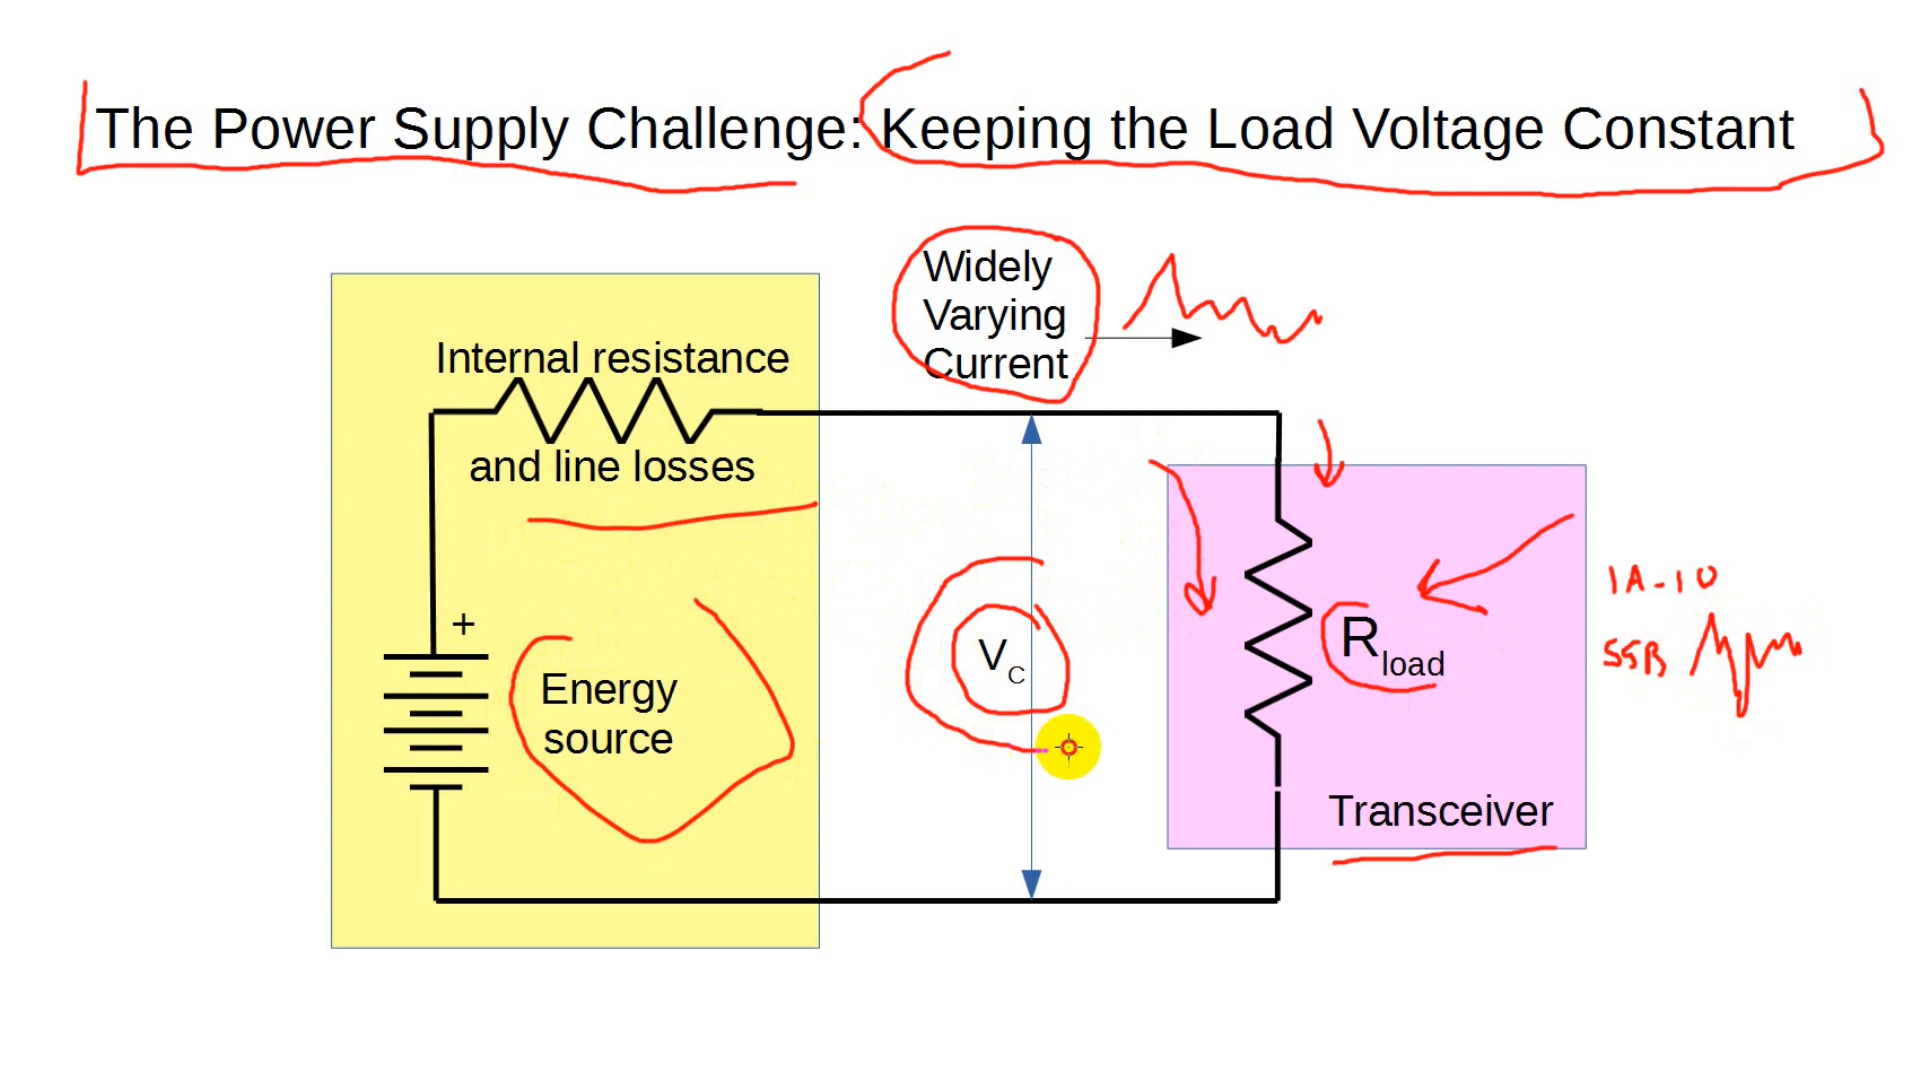 The Power Supply Challenge: Keeping the Load Voltage Constant
Widely
Varying
Current
Internal resistance
and line losses
+
Energy
source
VC
Rload
Transceiver
1A-10
SSB